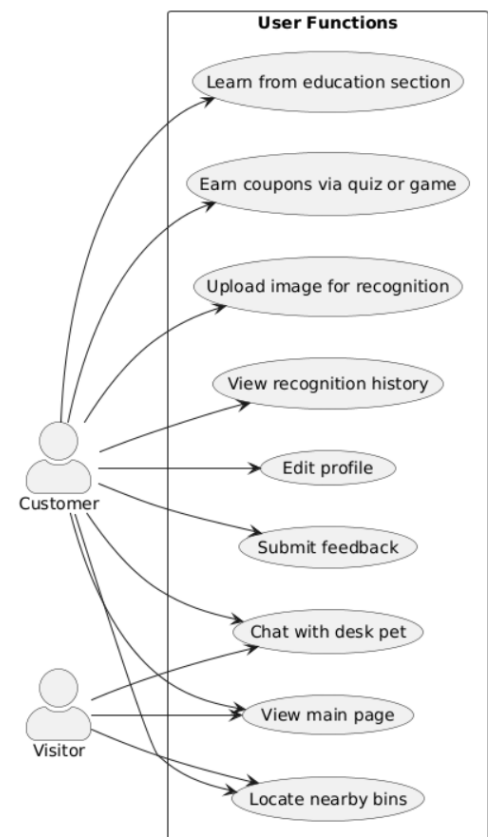 User Functions
Learn from education section
Earn coupons via quiz or game
Upload image for recognition
View recognition history
Edit profile
Customer
Submit feedback
Chat with desk pet
View main page
Visitor
Locate nearby bins